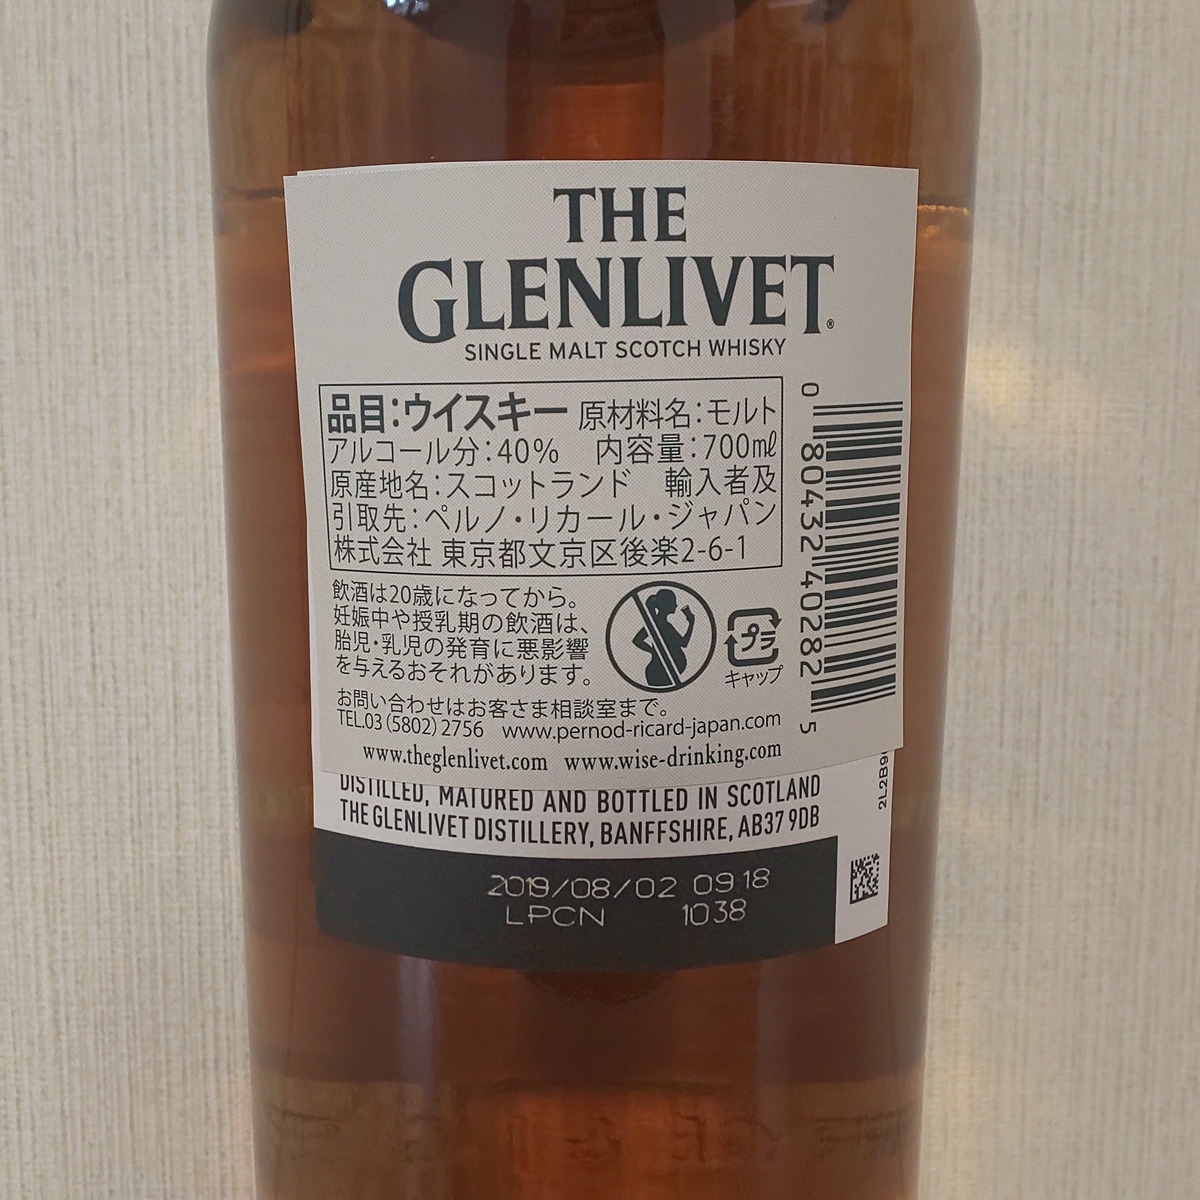 THE
GLENLIVET®
SINGLE MALT SCOTCH WHISKY
品目:ウイスキー 原材料名:モルト
アルコール分:40% 内容量:700㎖
原産地名:スコットランド 輸入者及
引取先:ペルノ・リカール・ジャパン
株式会社 東京都文京区後楽2-6-1
飲酒は20歳になってから。
妊娠中や授乳期の飲酒は、
胎児・乳児の発育に悪影響
を与えるおそれがあります。
プラ
キャップ
お問い合わせはお客さま相談室まで。
TEL.03(5802)2756 www.pernod-ricard-japan.com
www.theglenlivet.com www.wise-drinking.com
0 80432 40282 5
DISTILLED, MATURED AND BOTTLED IN SCOTLAND
THE GLENLIVET DISTILLERY, BANFFSHIRE, AB37 9DB
2019/08/02 09 18
LPCN 1038